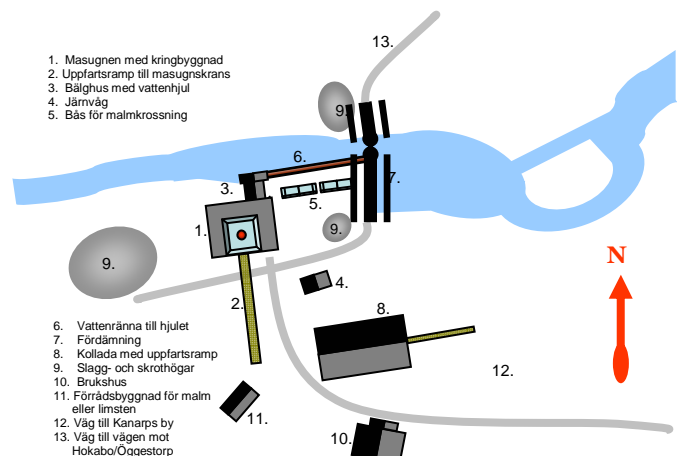 13.
1. Masugnen med kringbyggnad
2. Uppfartsramp till masugnskrans
3. Bälghus med vattenhjul
4. Järnvåg
5. Bås för malmkrossning
9.
6.
7.
3.
5.
1.
9.
9.
N
4.
2.
8.
6. Vattenränna till hjulet
7. Fördämning
8. Kollada med uppfartsramp
9. Slagg- och skrothögar
10. Brukshus
11. Förrådsbyggnad för malm
eller limsten
12. Väg till Kanarps by
13. Väg till vägen mot
Hokabo/Öggestorp
12.
11.
10.